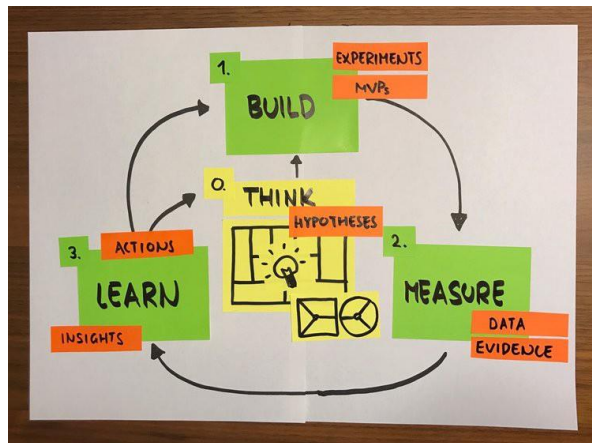 1.
BUILD
EXPERIMENTS
MVPs
0.
THINK
HYPOTHESES
2.
MEASURE
DATA
EVIDENCE
3.
ACTIONS
LEARN
INSIGHTS